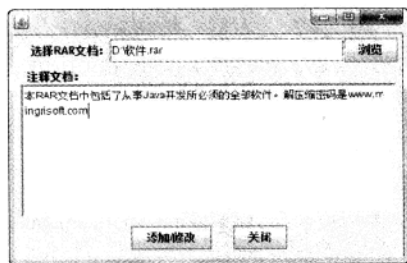 选择RAR文档：D:\软件.rar 浏览
注释文档：
本RAR文档中包括了从事Java开发所必须的全部软件。解压缩密码是www.m
ingrisoft.com
添加/修改 关闭